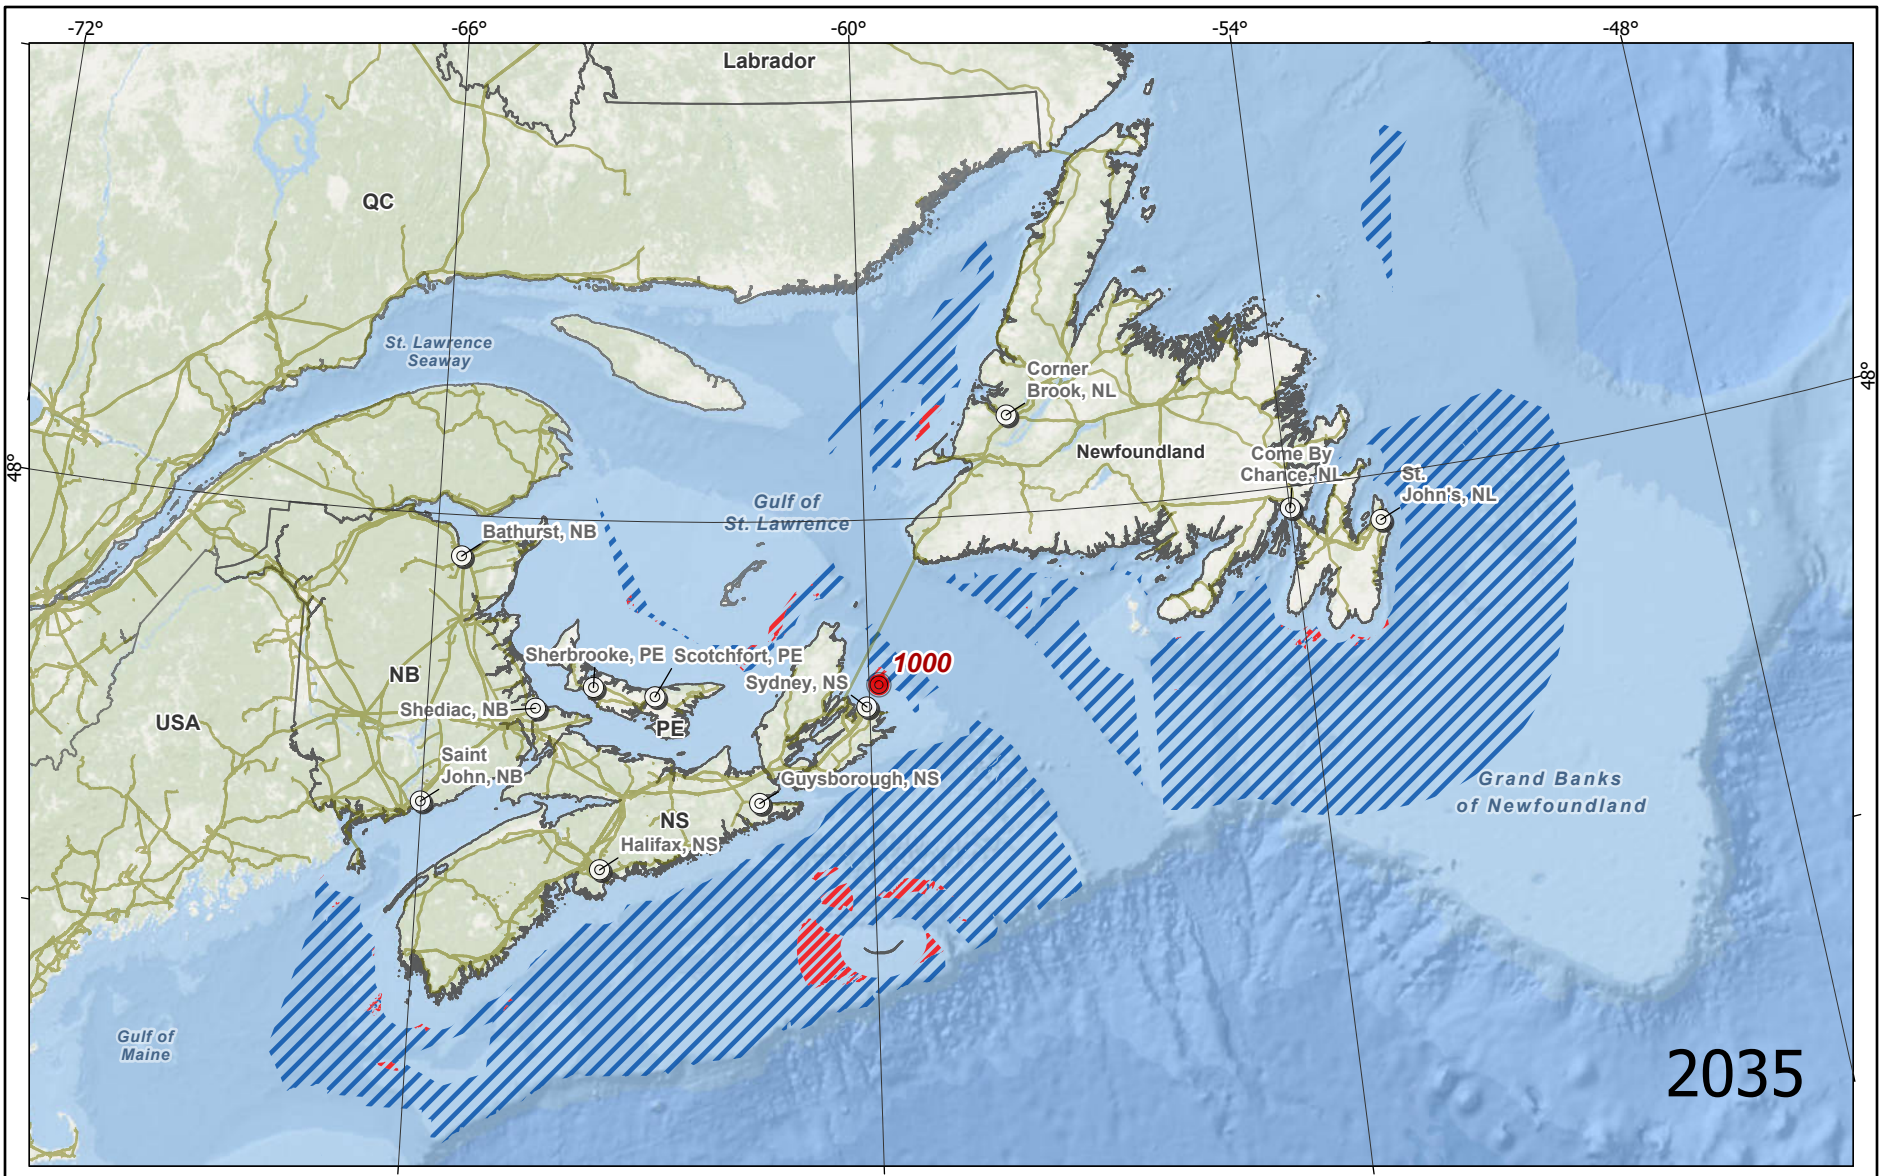 -72°
-66°
-60°
-54°
-48°
Labrador
QC
St. Lawrence
Seaway
Corner
Brook, NL
48°
48°
Newfoundland
Come By
Chance, NL
St.
John's, NL
Gulf of
St. Lawrence
Bathurst, NB
Sherbrooke, PE
Scotchfort, PE
1000
NB
Sydney, NS
Shediac, NB
USA
PE
Saint
John, NB
Guysborough, NS
Grand Banks
of Newfoundland
NS
Halifax, NS
Gulf of
Maine
2035